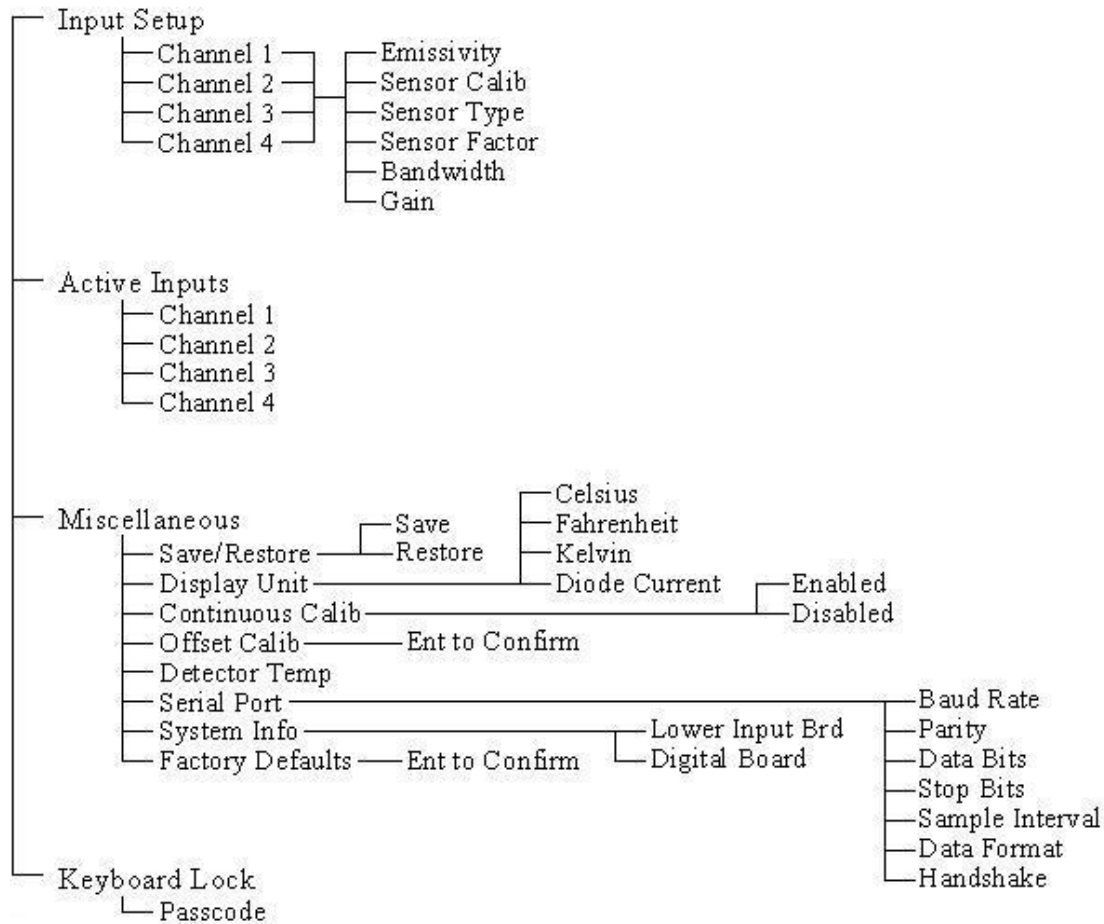 Input Setup
Channel 1
Channel 2
Channel 3
Channel 4
Emissivity
Sensor Calib
Sensor Type
Sensor Factor
Bandwidth
Gain
Active Inputs
Channel 1
Channel 2
Channel 3
Channel 4
Miscellaneous
Save/Restore
Display Unit
Continuous Calib
Offset Calib
Detector Temp
Serial Port
System Info
Factory Defaults
Save
Restore
Celsius
Fahrenheit
Kelvin
Diode Current
Enabled
Disabled
Ent to Confirm
Baud Rate
Parity
Data Bits
Stop Bits
Sample Interval
Data Format
Handshake
Lower Input Brd
Digital Board
Ent to Confirm
Keyboard Lock
Passcode